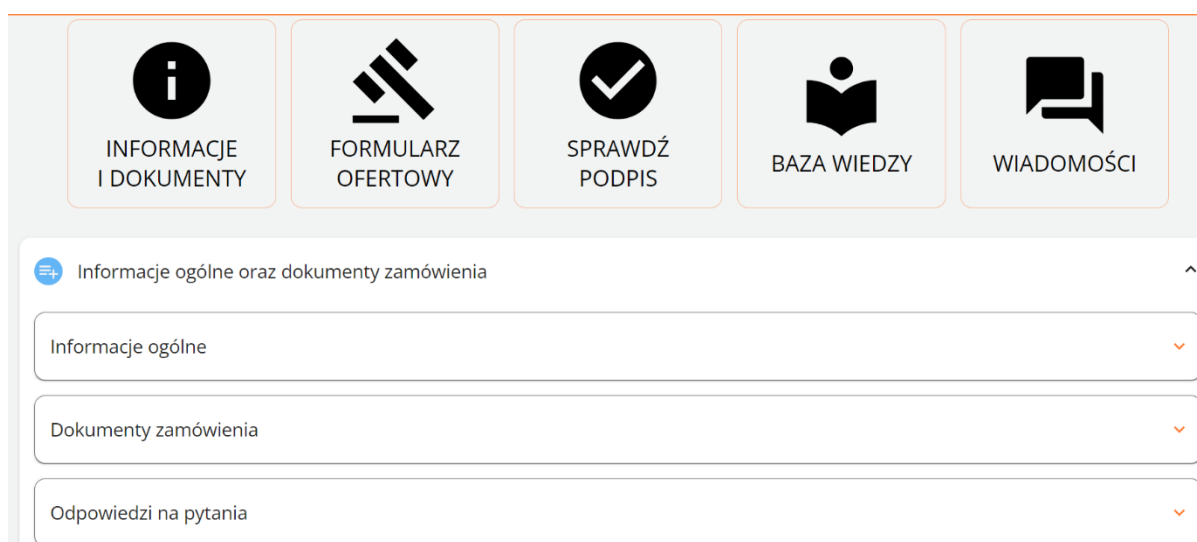 INFORMACJE
I DOKUMENTY
FORMULARZ
OFERTOWY
SPRAWDŹ
PODPIS
BAZA WIEDZY
WIADOMOŚCI
Informacje ogólne oraz dokumenty zamówienia
Informacje ogólne
Dokumenty zamówienia
Odpowiedzi na pytania